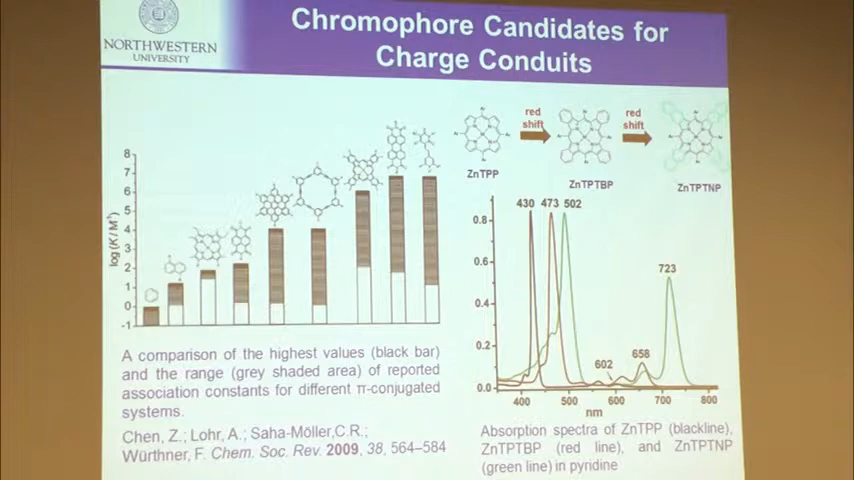 NORTHWESTERN
UNIVERSITY
Chromophore Candidates for
Charge Conduits
red
shift
red
shift
ZnTPP
ZnTPTBP
ZnTPTNP
log (K / M⁻¹)
8
7
6
5
4
3
2
1
0
-1
430
473
502
723
602
658
0.8
0.6
0.4
0.2
0.0
400
500
600
700
800
nm
A comparison of the highest values (black bar)
and the range (grey shaded area) of reported
association constants for different π-conjugated
systems.
Chen, Z.; Lohr, A.; Saha-Möller,C.R.;
Würthner, F. Chem. Soc. Rev. 2009, 38, 564–584
Absorption spectra of ZnTPP (blackline),
ZnTPTBP (red line), and ZnTPTNP
(green line) in pyridine